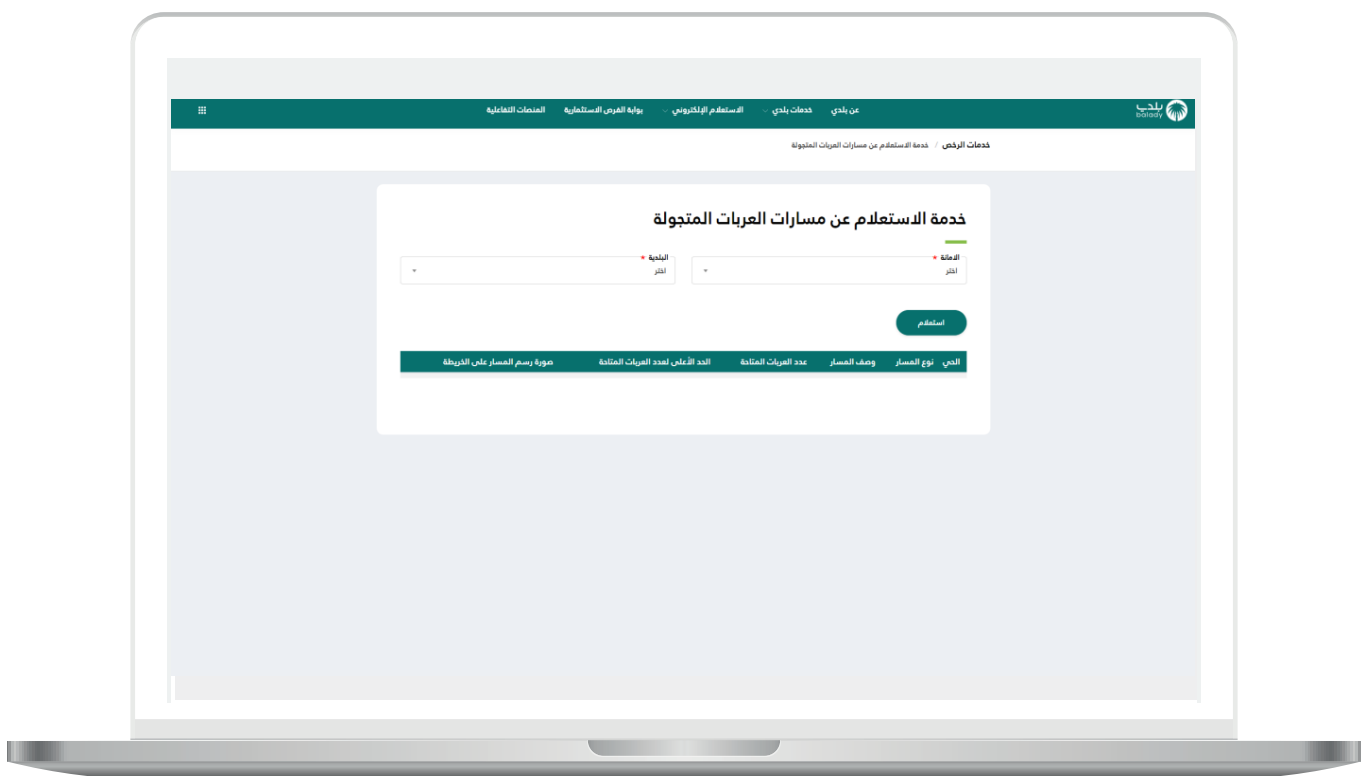 بلدي
balady
عن بلدي خدمات بلدي الاستعلام الإلكتروني بوابة الفرص الاستثمارية المنصات التفاعلية
خدمات الرخص / خدمة الاستعلام عن مسارات العربات المتجولة
خدمة الاستعلام عن مسارات العربات المتجولة
الامانة * البلدية *
اختر اختر
استعلام
الحي نوع المسار وصف المسار عدد العربات المتاحة الحد الأعلى لعدد العربات المتاحة صورة رسم المسار على الخريطة